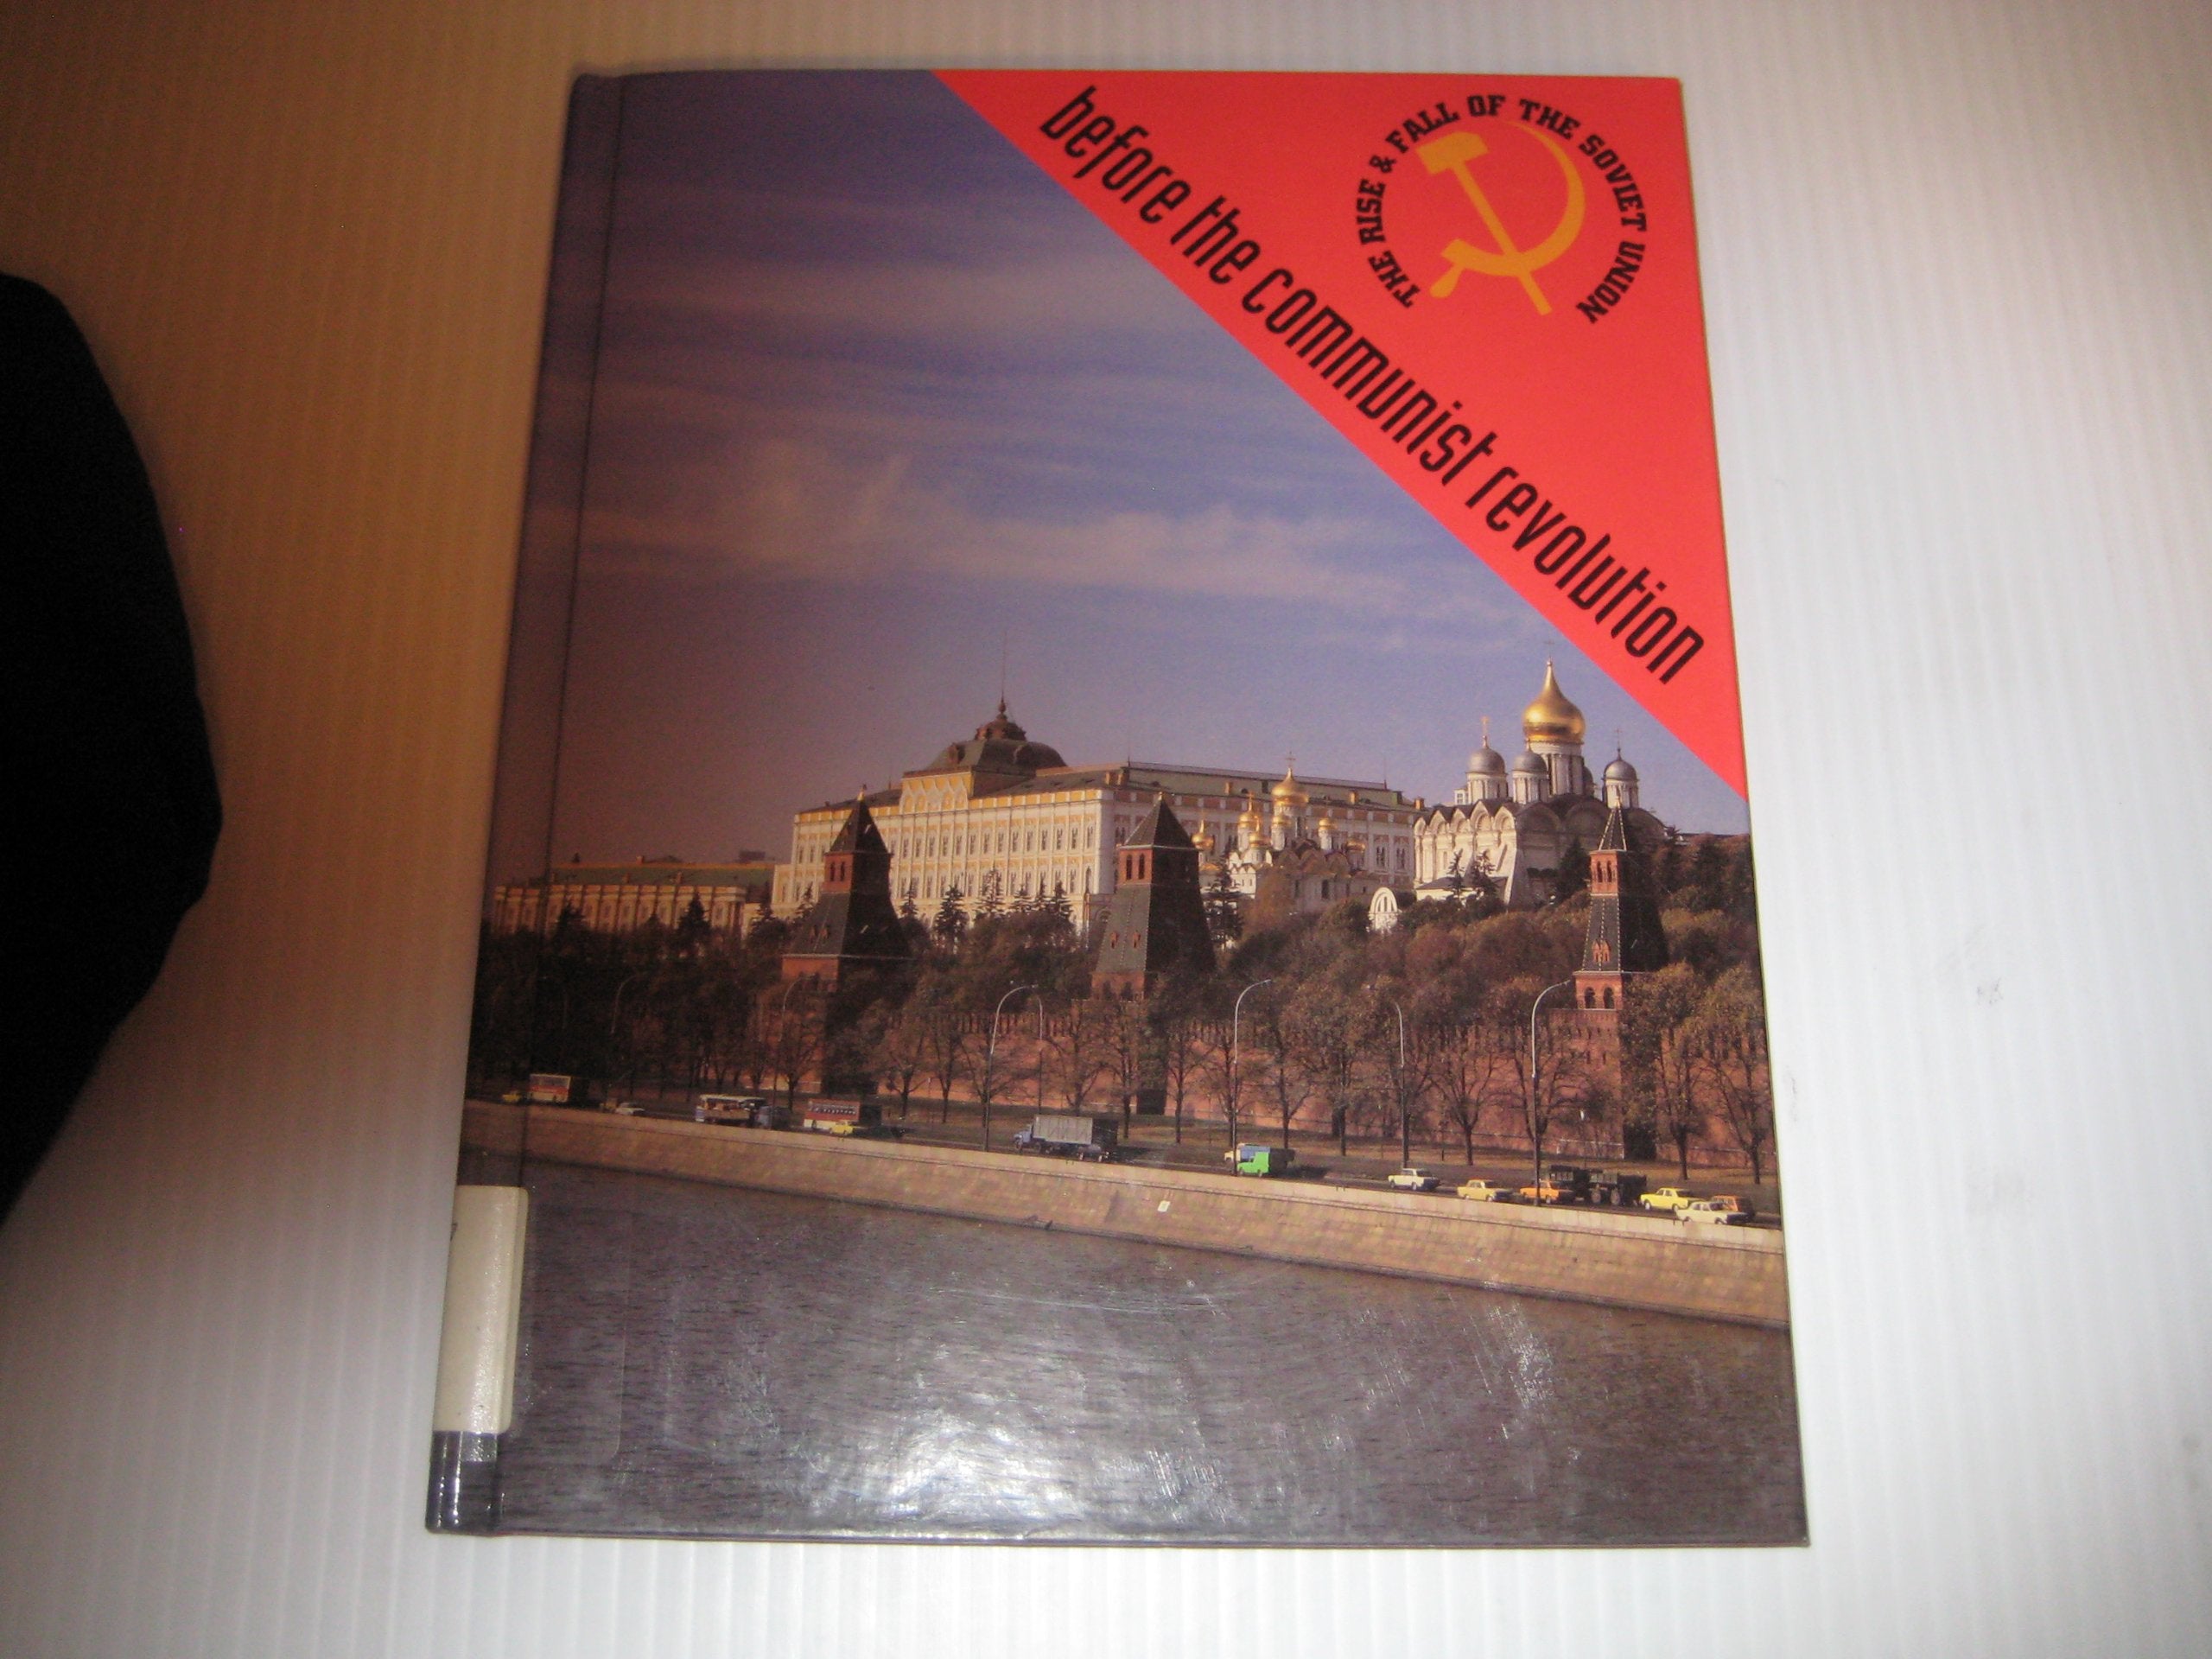 THE RISE & FALL OF THE SOVIET UNION
before the communist revolution